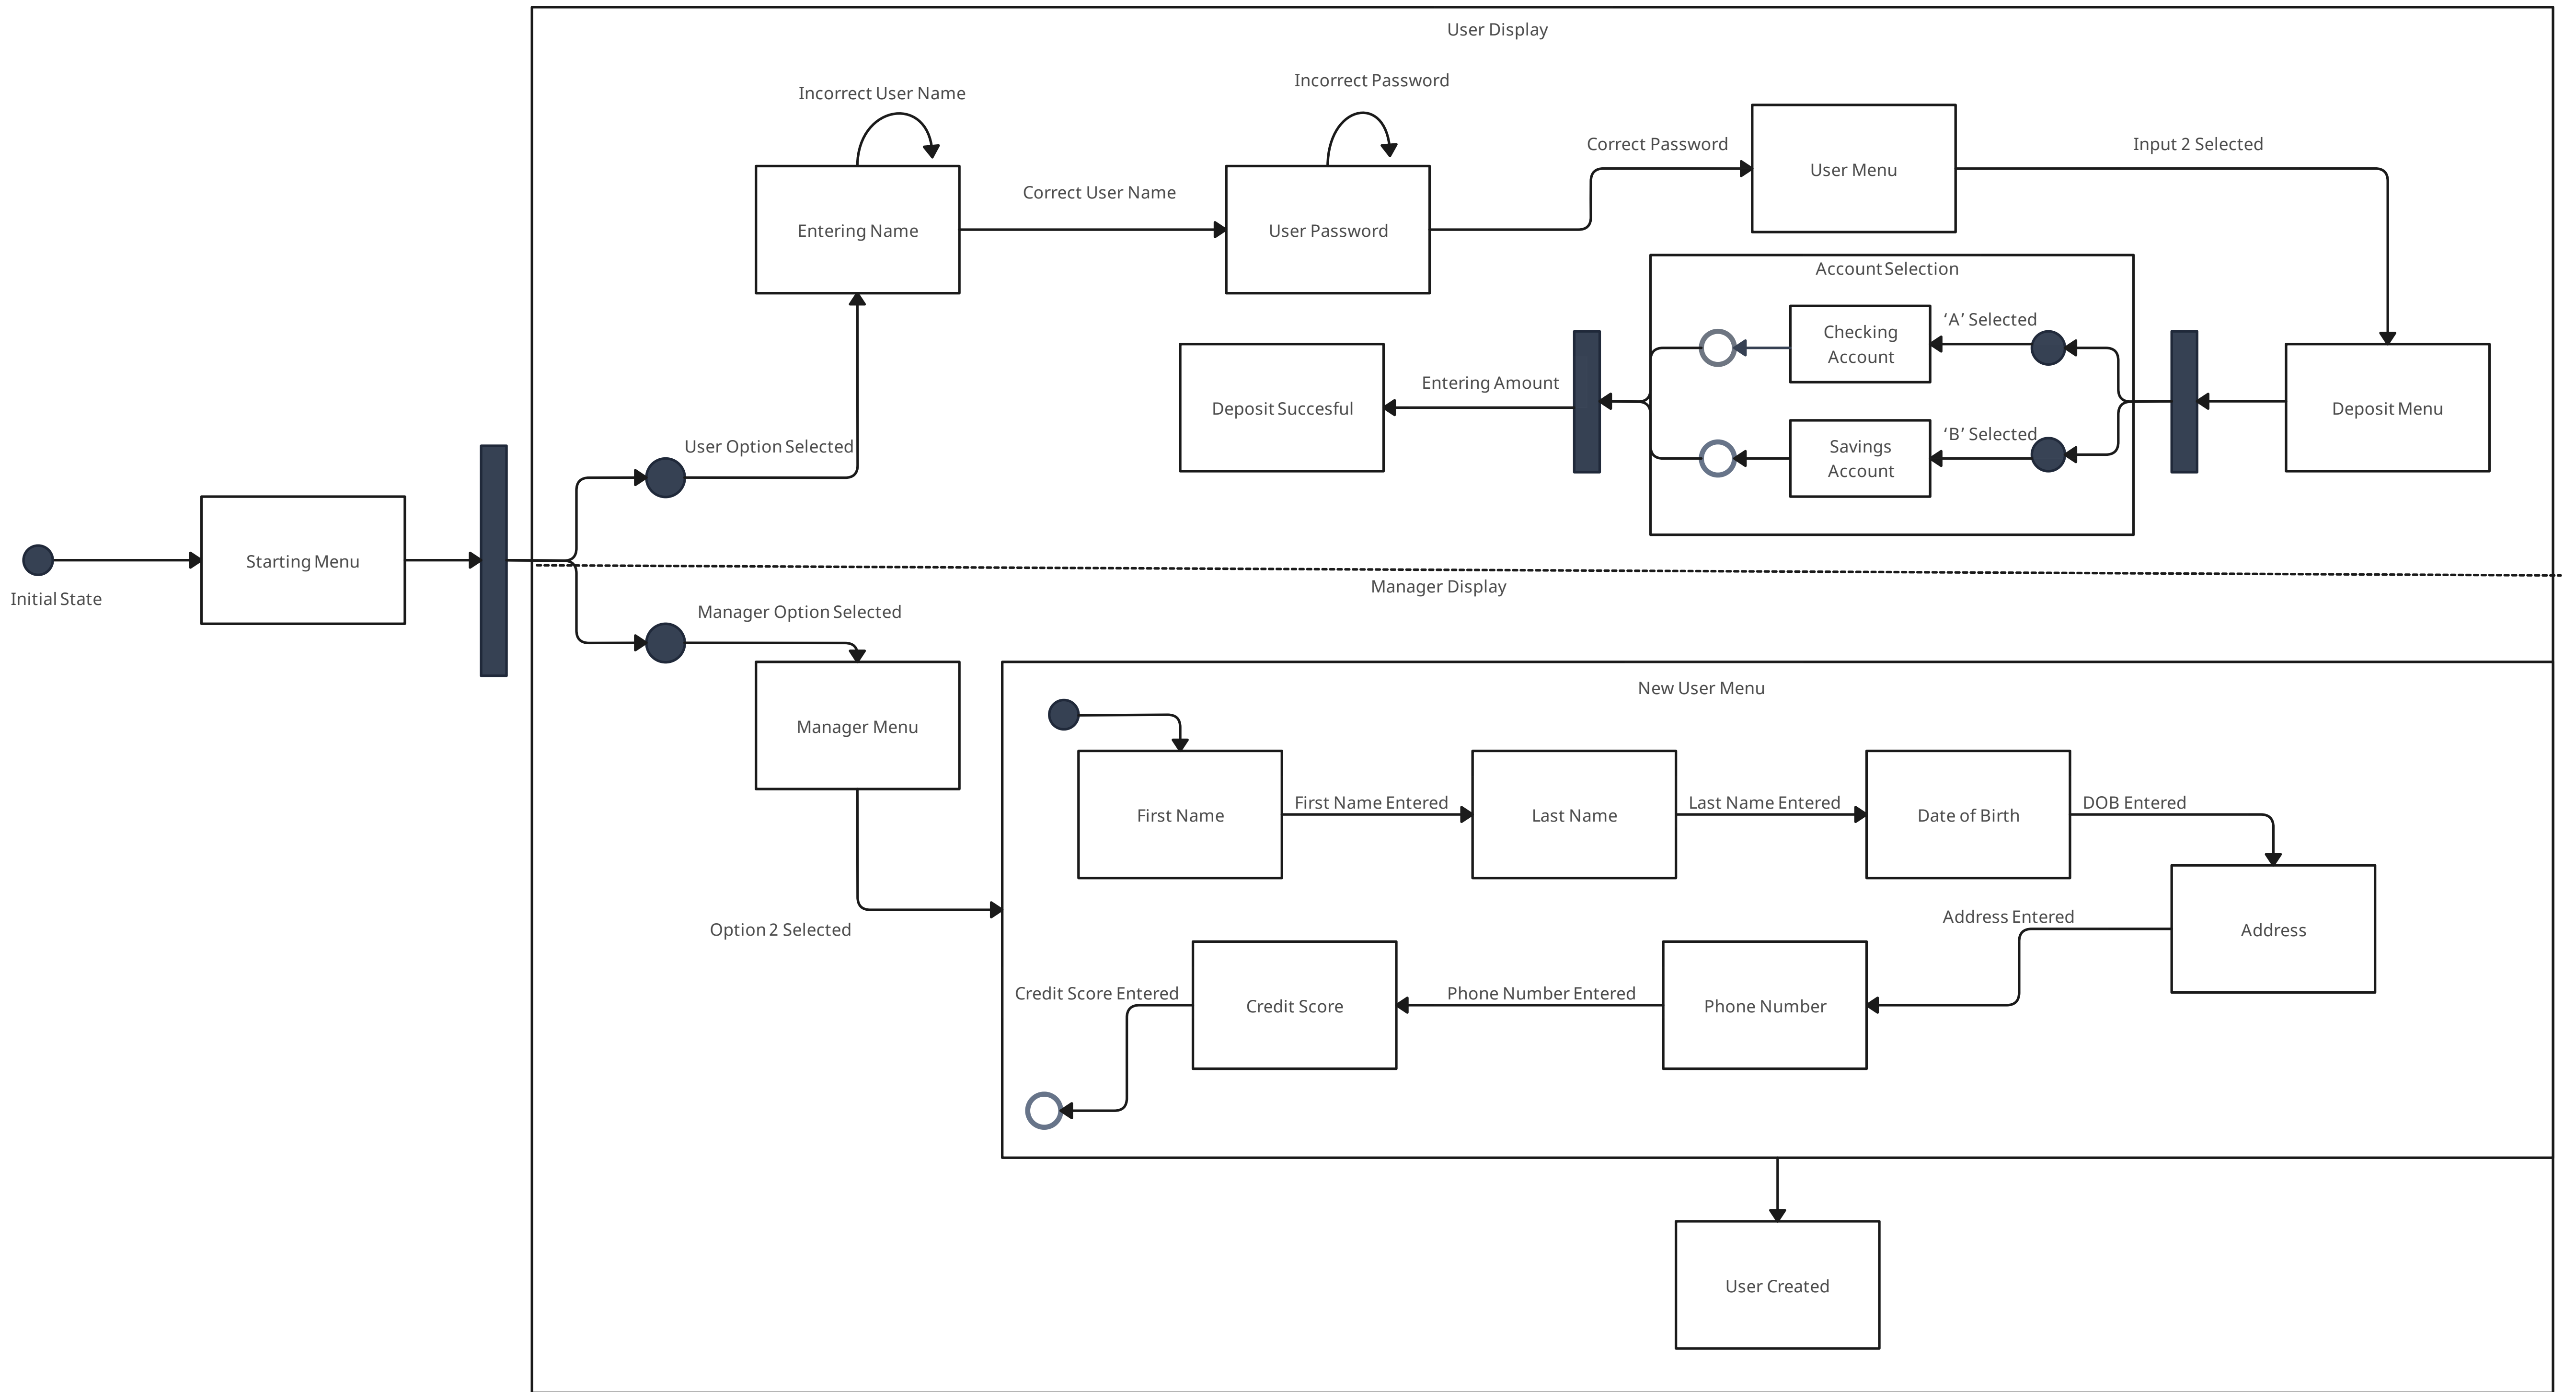 User Display
Incorrect User Name
Incorrect Password
Correct User Name
Correct Password
Input 2 Selected
Entering Name
User Password
User Menu
Account Selection
Checking
Account
'A' Selected
Savings
Account
‘B’ Selected
Deposit Menu
Entering Amount
Deposit Succesful
User Option Selected
Starting Menu
Initial State
Manager Display
Manager Option Selected
Manager Menu
Option 2 Selected
New User Menu
First Name
First Name Entered
Last Name
Last Name Entered
Date of Birth
DOB Entered
Address
Address Entered
Phone Number
Phone Number Entered
Credit Score
Credit Score Entered
User Created